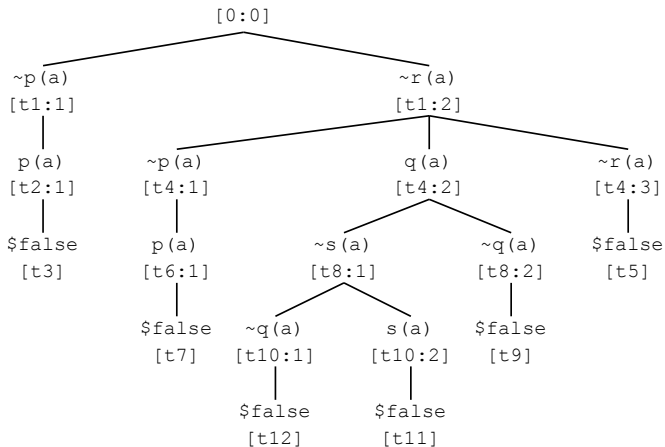 [0:0]
~p(a) ~r(a)
[t1:1] [t1:2]
p(a) ~p(a) q(a) ~r(a)
[t2:1] [t4:1] [t4:2] [t4:3]
$false p(a) ~s(a) ~q(a) $false
[t3] [t6:1] [t8:1] [t8:2] [t5]
$false ~q(a) s(a) $false
[t7] [t10:1] [t10:2] [t9]
$false $false
[t12] [t11]